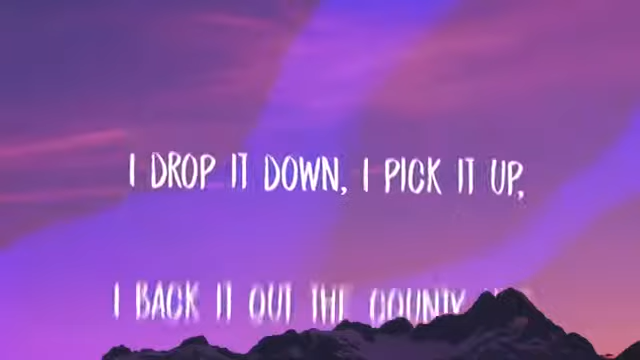 I DROP IT DOWN, I PICK IT UP,
I BACK IT OUT THE COUNTY